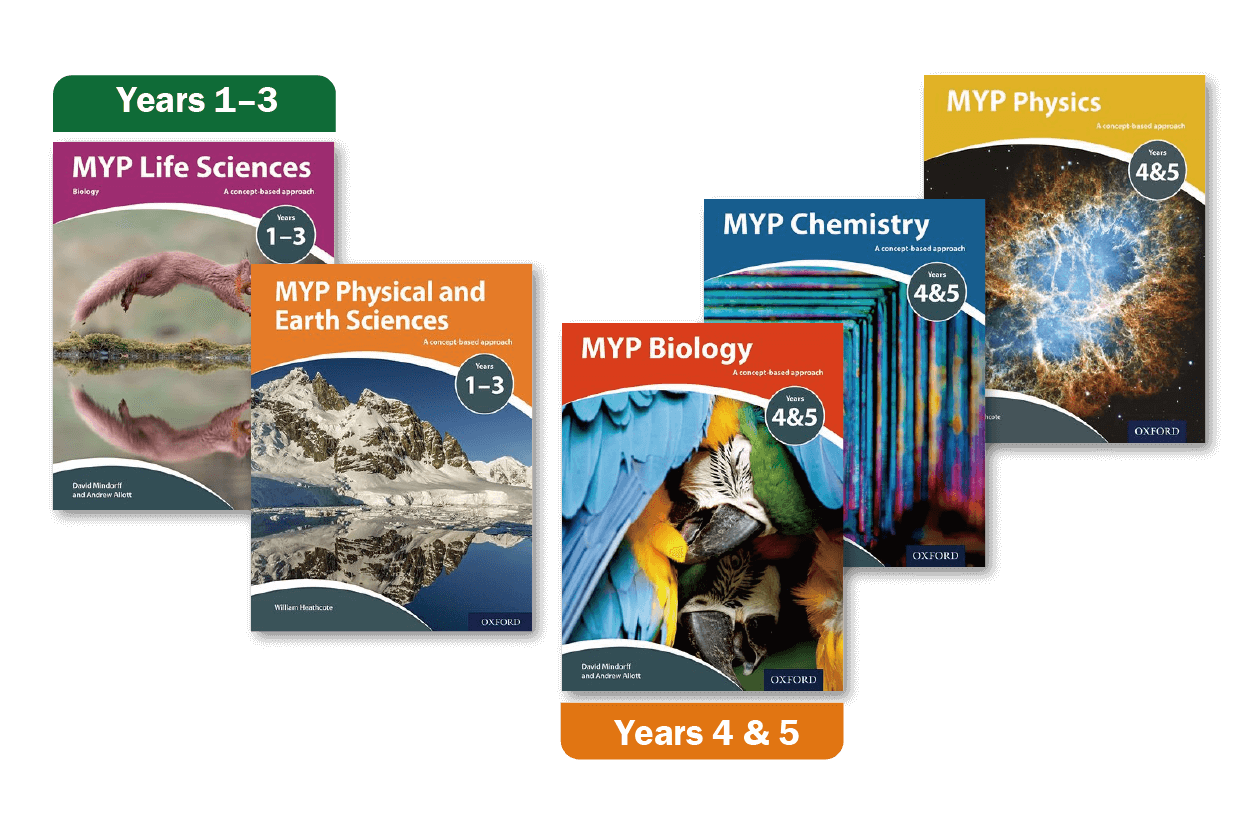 Years 1–3
MYP Life Sciences
Biology
A concept-based approach
Years
1–3
David Mindorff
and Andrew Allott
MYP Physical and
Earth Sciences
A concept-based approach
Years
1–3
William Heathcote
OXFORD
MYP Biology
A concept-based approach
Years
4&5
David Mindorff
and Andrew Allott
OXFORD
Years 4 & 5
MYP Chemistry
A concept-based approach
Years
4&5
OXFORD
MYP Physics
A concept-based approach
Years
4&5
OXFORD